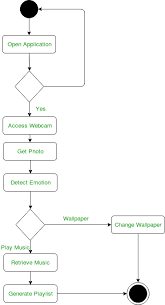 Open Application
Yes
Access Webcam
Get Photo
Detect Emotion
Wallpaper
Change Wallpaper
Play Music
Retrieve Music
Generate Playlist